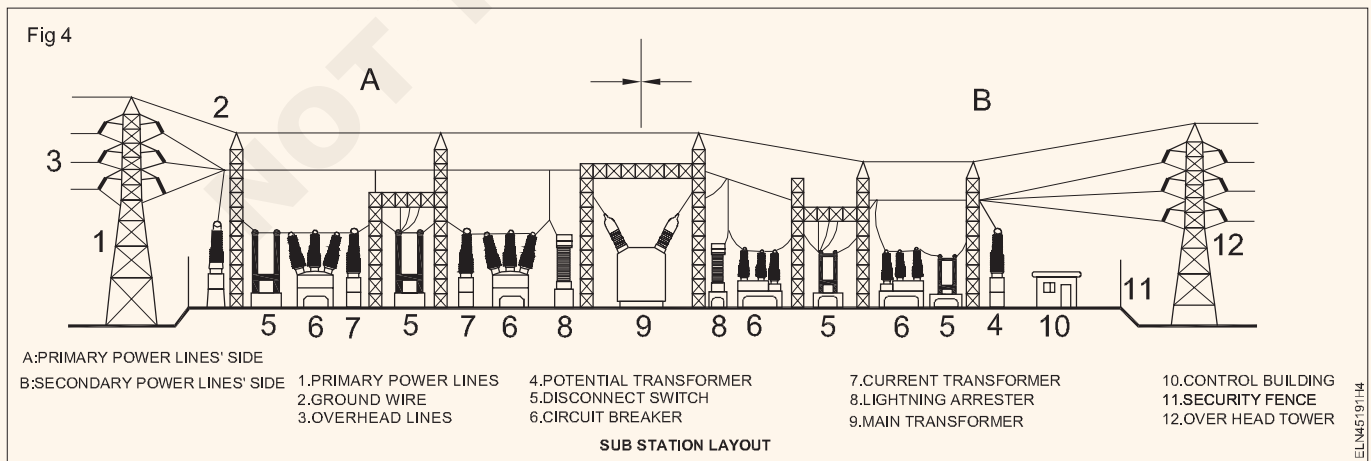 Fig 4
A
B
2
3
1
12
11
5 6 7 5 7 6 8 9 8 6 5 6 5 4 10
A:PRIMARY POWER LINES' SIDE
B:SECONDARY POWER LINES' SIDE
1.PRIMARY POWER LINES
2.GROUND WIRE
3.OVERHEAD LINES
4.POTENTIAL TRANSFORMER
5.DISCONNECT SWITCH
6.CIRCUIT BREAKER
7.CURRENT TRANSFORMER
8.LIGHTNING ARRESTER
9.MAIN TRANSFORMER
10.CONTROL BUILDING
11.SECURITY FENCE
12.OVER HEAD TOWER
SUB STATION LAYOUT
ELN45191H4
NOT